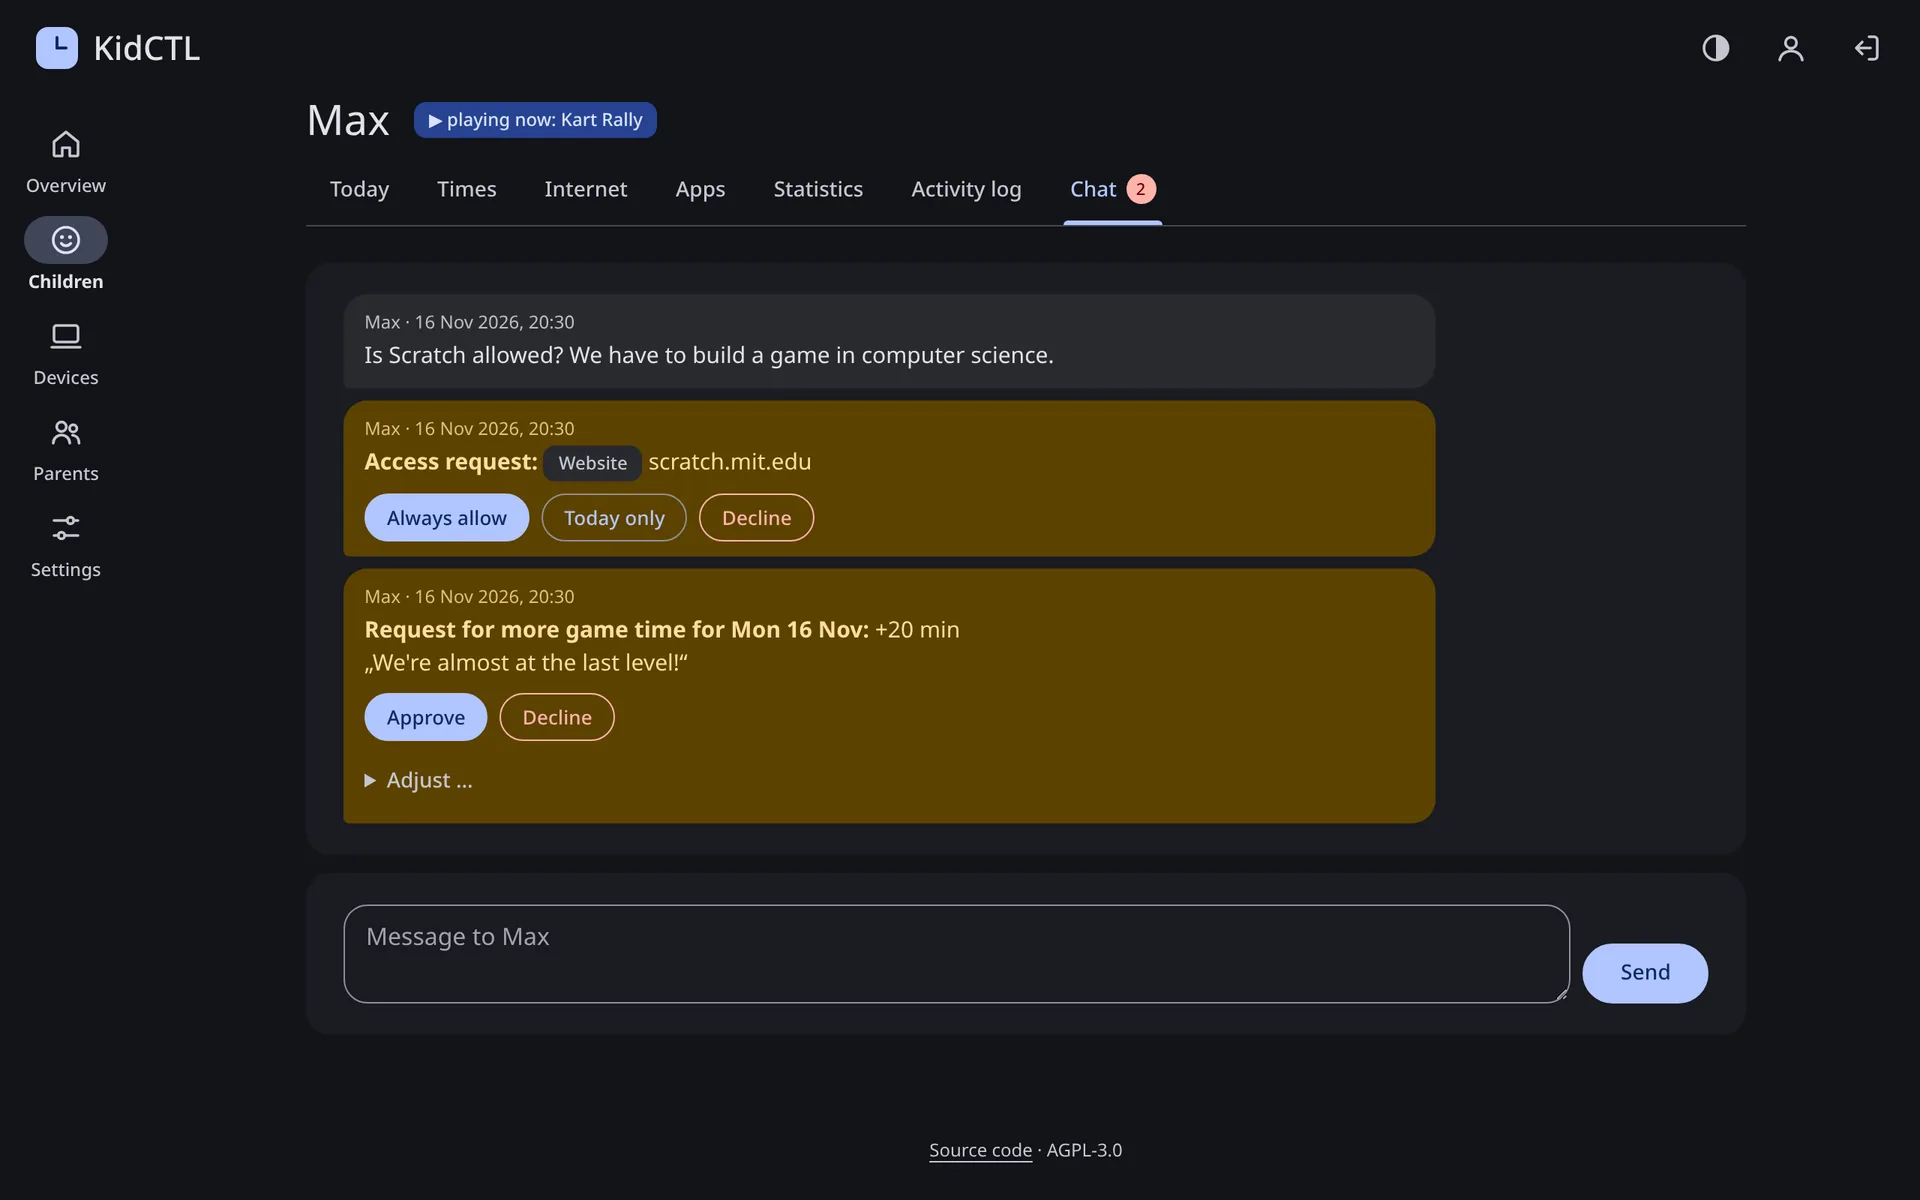 KidCTL
Overview
Children
Devices
Parents
Settings
Max ▶ playing now: Kart Rally
Today Times Internet Apps Statistics Activity log Chat 2
Max · 16 Nov 2026, 20:30
Is Scratch allowed? We have to build a game in computer science.
Max · 16 Nov 2026, 20:30
Access request: Website scratch.mit.edu
Always allow Today only Decline
Max · 16 Nov 2026, 20:30
Request for more game time for Mon 16 Nov: +20 min
„We're almost at the last level!“
Approve Decline
▶ Adjust ...
Message to Max
Send
Source code · AGPL-3.0